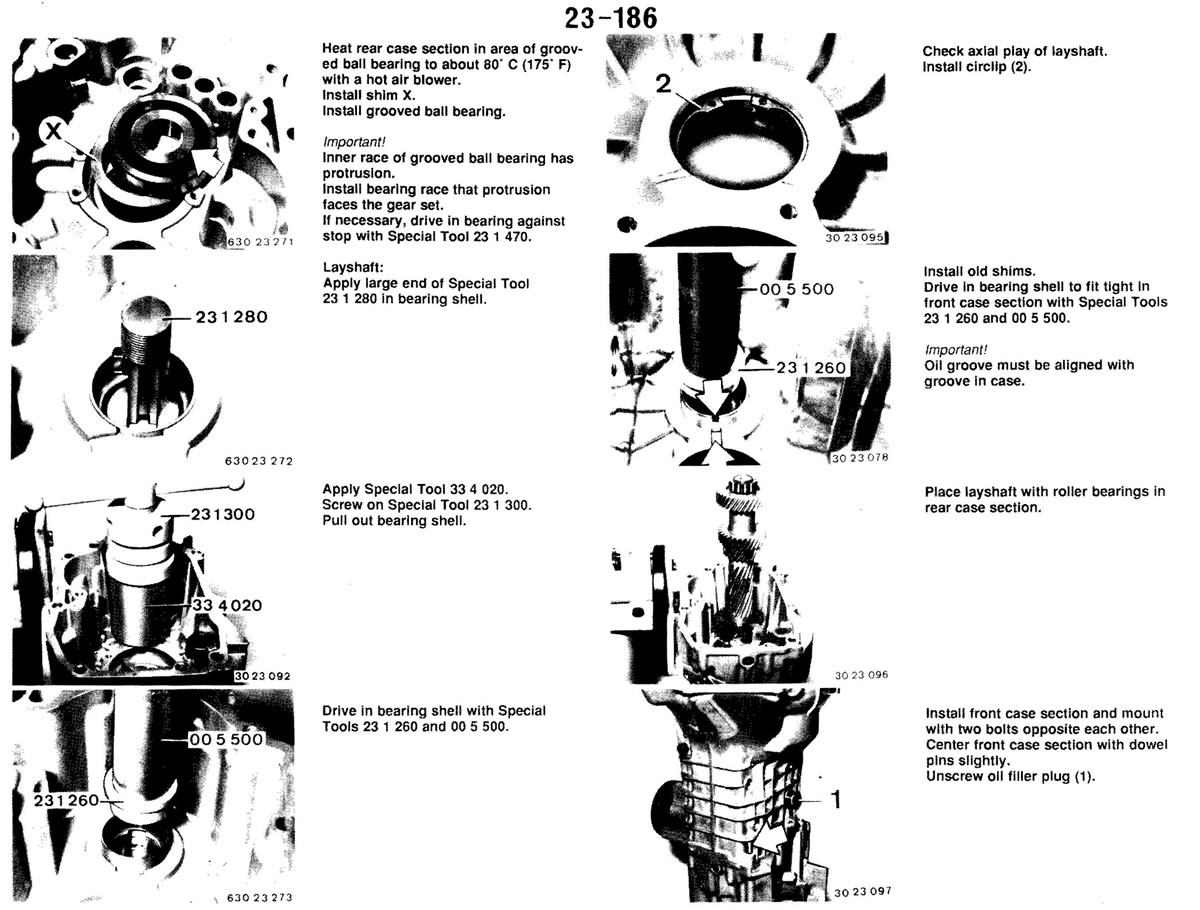 23-186
Heat rear case section in area of groov-
ed ball bearing to about 80° C (175° F)
with a hot air blower.
Install shim X.
Install grooved ball bearing.
Important!
Inner race of grooved ball bearing has
protrusion.
Install bearing race that protrusion
faces the gear set.
If necessary, drive in bearing against
stop with Special Tool 23 1 470.
X
630 23 271
Layshaft:
Apply large end of Special Tool
23 1 280 in bearing shell.
23 1 280
630 23 272
Apply Special Tool 33 4 020.
Screw on Special Tool 23 1 300.
Pull out bearing shell.
23 1 300
33 4 020
30 23 092
Drive in bearing shell with Special
Tools 23 1 260 and 00 5 500.
00 5 500
23 1 260
630 23 273
Check axial play of layshaft.
Install circlip (2).
2
30 23 095
Install old shims.
Drive in bearing shell to fit tight in
front case section with Special Tools
23 1 260 and 00 5 500.
Important!
Oil groove must be aligned with
groove in case.
00 5 500
23 1 260
30 23 078
Place layshaft with roller bearings in
rear case section.
30 23 096
Install front case section and mount
with two bolts opposite each other.
Center front case section with dowel
pins slightly.
Unscrew oil filler plug (1).
1
30 23 097